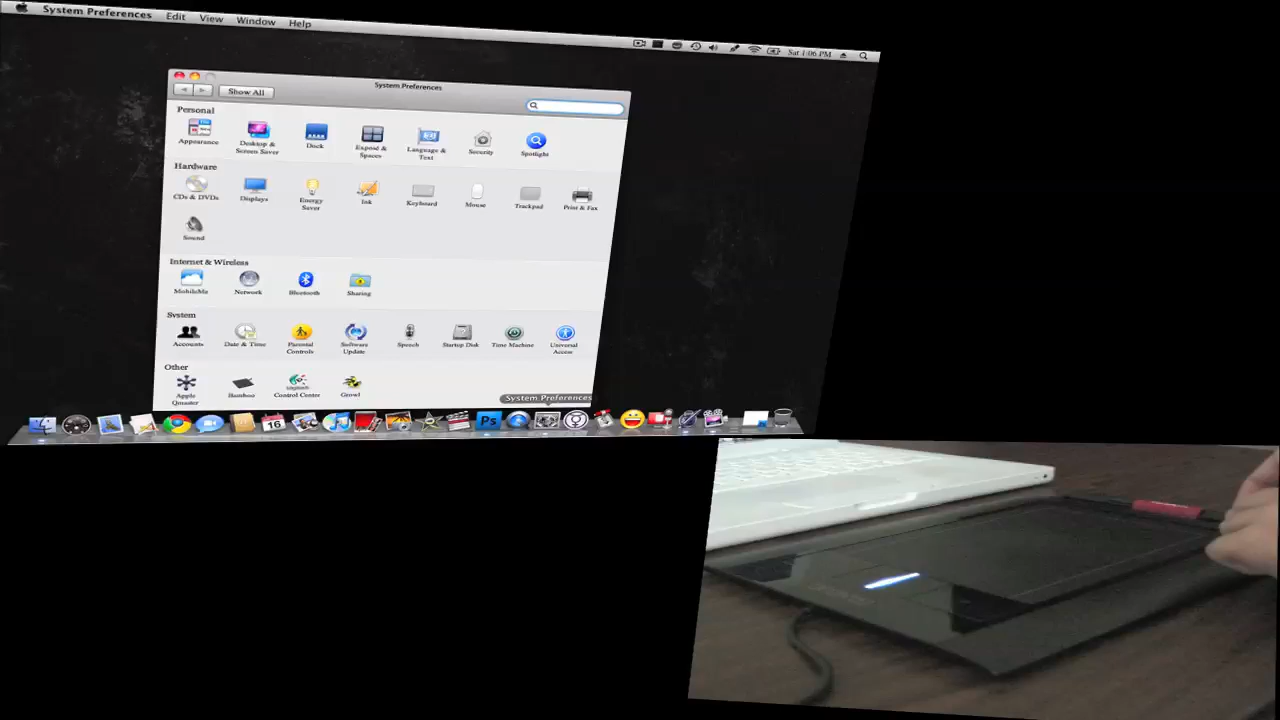 System Preferences Edit View Window Help
Sat 1:06 PM
System Preferences
Show All
Personal
Appearance Desktop & Screen Saver Dock Exposé & Spaces Language & Text Security Spotlight
Hardware
CDs & DVDs Displays Energy Saver Ink Keyboard Mouse Trackpad Print & Fax
Sound
Internet & Wireless
MobileMe Network Bluetooth Sharing
System
Accounts Date & Time Parental Controls Software Update Speech Startup Disk Time Machine Universal Access
Other
Apple Qmaster Bamboo Logitech Control Center Growl
System Preferences
16
Ps